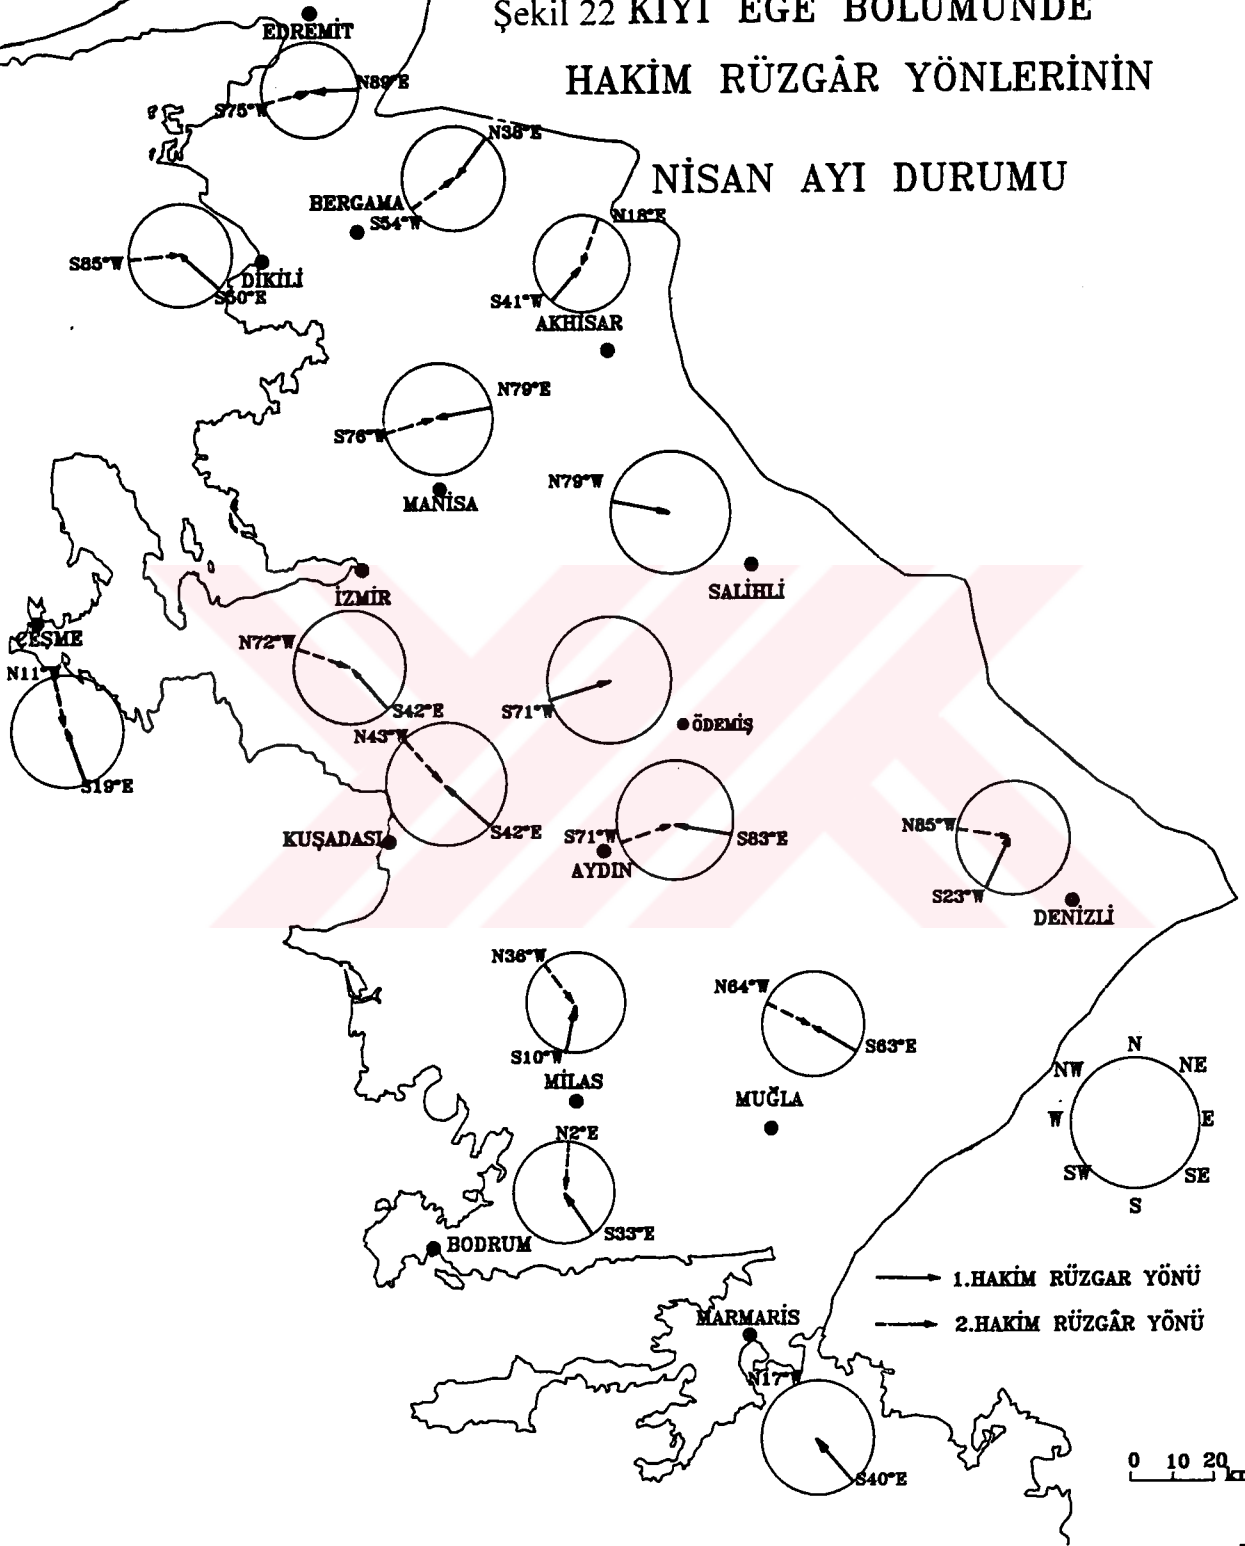 Şekil 22 KIYI EGE BÖLÜMÜNDE
HAKİM RÜZGÂR YÖNLERİNİN
NİSAN AYI DURUMU
EDREMİT
N89°E
S75°W
N38°E
BERGAMA
S54°W
N18°E
S85°W
DİKİLİ
S50°E
S41°W
AKHİSAR
N79°E
S76°W
MANİSA
N79°W
SALİHLİ
İZMİR
ÇEŞME
N72°W
N11°W
S42°E
S71°W
ÖDEMİŞ
N43°W
S19°E
KUŞADASI
S42°E
S71°W
S83°E
AYDIN
N85°W
S23°W
DENİZLİ
N36°W
N64°W
S10°W
S63°E
MİLAS
MUĞLA
N
NW
NE
W
E
SW
SE
S
N2°E
S33°E
BODRUM
1.HAKİM RÜZGAR YÖNÜ
2.HAKİM RÜZGÂR YÖNÜ
MARMARİS
N17°W
S40°E
0 10 20